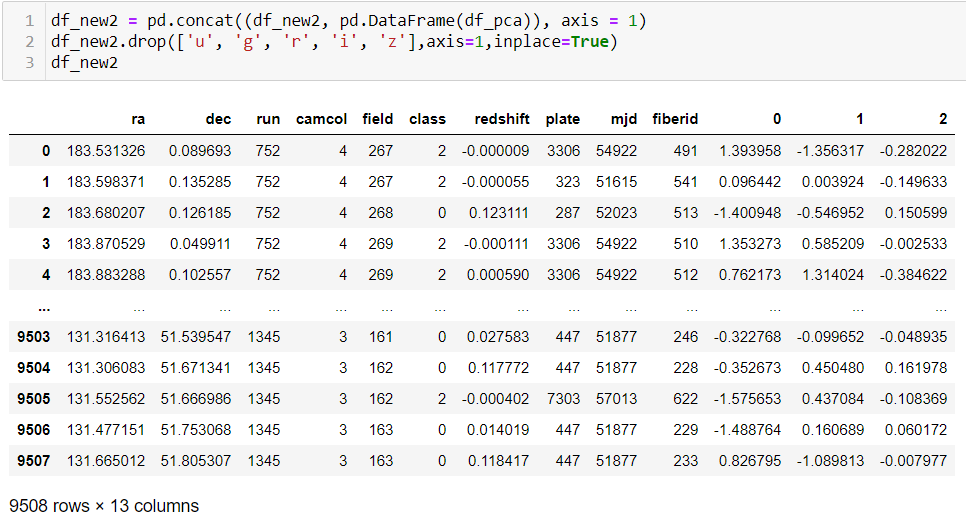 1 df_new2 = pd.concat((df_new2, pd.DataFrame(df_pca)), axis = 1)
2 df_new2.drop(['u', 'g', 'r', 'i', 'z'],axis=1,inplace=True)
3 df_new2
ra dec run camcol field class redshift plate mjd fiberid 0 1 2
0 183.531326 0.089693 752 4 267 2 -0.000009 3306 54922 491 1.393958 -1.356317 -0.282022
1 183.598371 0.135285 752 4 267 2 -0.000055 323 51615 541 0.096442 0.003924 -0.149633
2 183.680207 0.126185 752 4 268 0 0.123111 287 52023 513 -1.400948 -0.546952 0.150599
3 183.870529 0.049911 752 4 269 2 -0.000111 3306 54922 510 1.353273 0.585209 -0.002533
4 183.883288 0.102557 752 4 269 2 0.000590 3306 54922 512 0.762173 1.314024 -0.384622
... ... ... ... ... ... ... ... ... ... ... ... ... ...
9503 131.316413 51.539547 1345 3 161 0 0.027583 447 51877 246 -0.322768 -0.099652 -0.048935
9504 131.306083 51.671341 1345 3 162 0 0.117772 447 51877 228 -0.352673 0.450480 0.161978
9505 131.552562 51.666986 1345 3 162 2 -0.000402 7303 57013 622 -1.575653 0.437084 -0.108369
9506 131.477151 51.753068 1345 3 163 0 0.014019 447 51877 229 -1.488764 0.160689 0.060172
9507 131.665012 51.805307 1345 3 163 0 0.118417 447 51877 233 0.826795 -1.089813 -0.007977
9508 rows × 13 columns